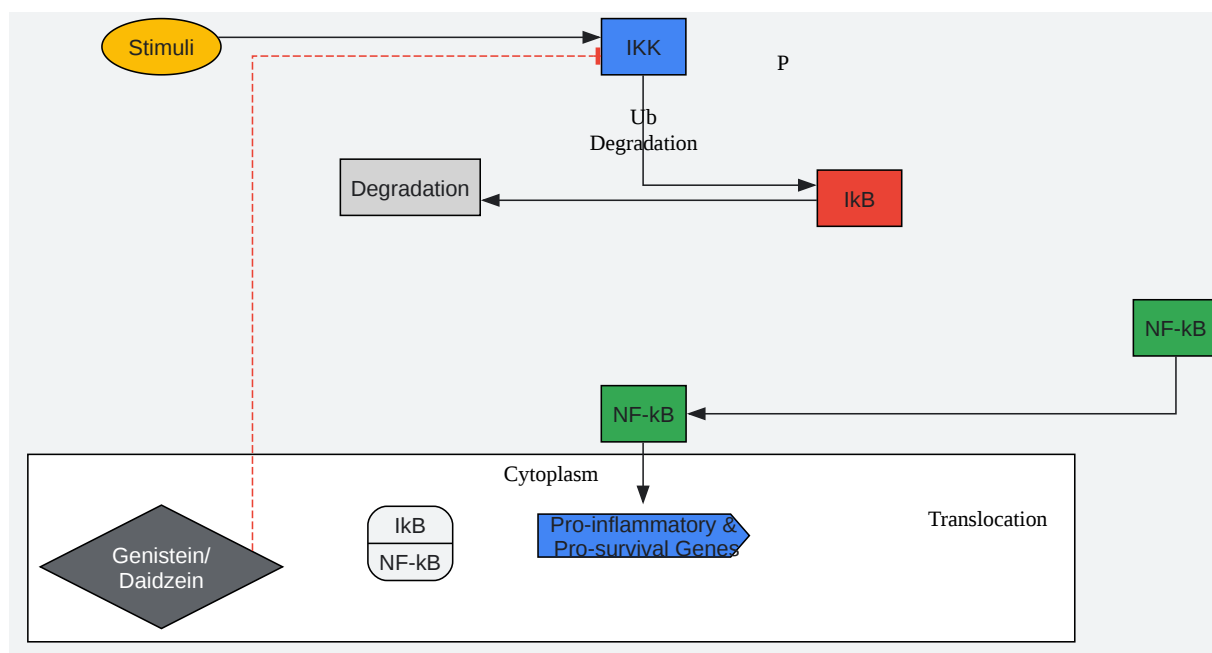 Stimuli
IKK
P
Ub
Degradation
Degradation
IkB
NF-kB
NF-kB
Cytoplasm
Translocation
Genistein/
Daidzein
IkB
NF-kB
Pro-inflammatory &
Pro-survival Genes